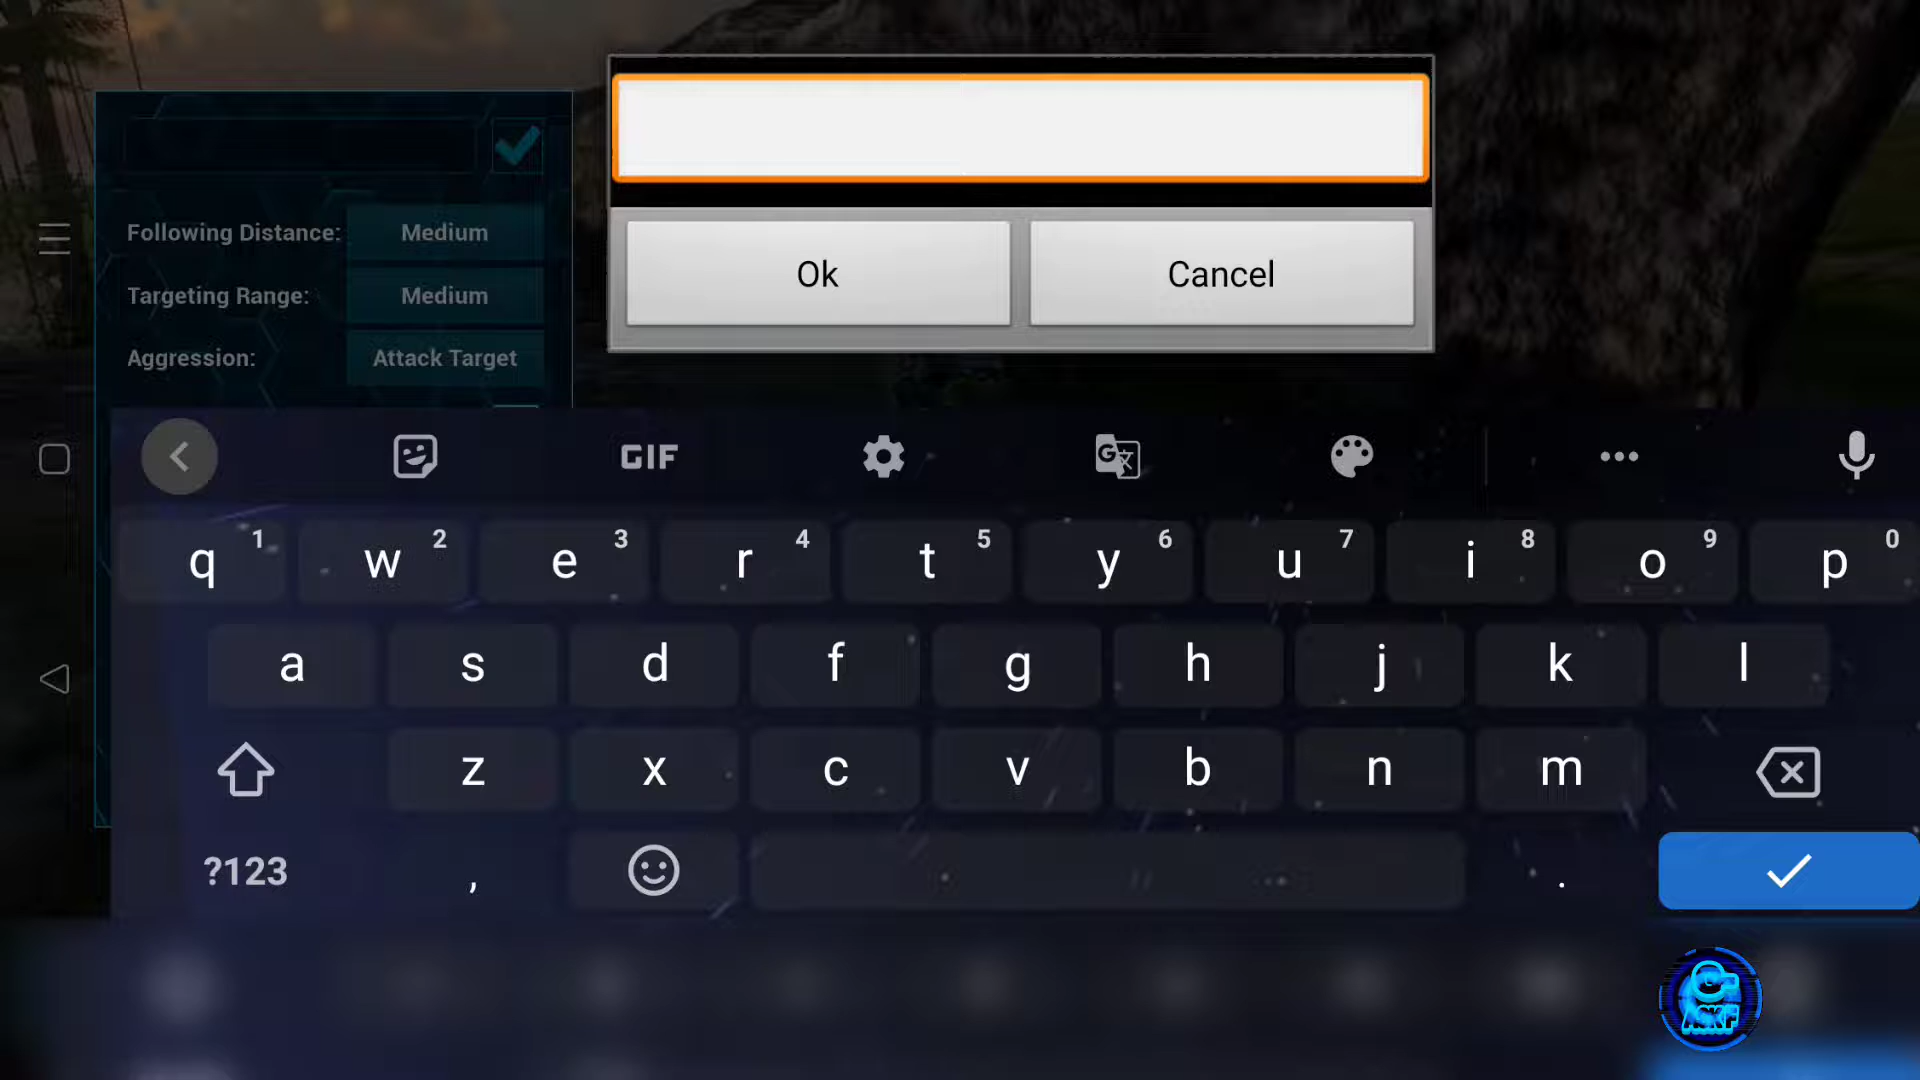 Ok
Cancel
Following Distance: Medium
Targeting Range: Medium
Aggression: Attack Target
GIF
G
q 1 w 2 e 3 r 4 t 5 y 6 u 7 i 8 o 9 p 0
a s d f g h j k l
z x c v b n m
?123 , .
ASKF